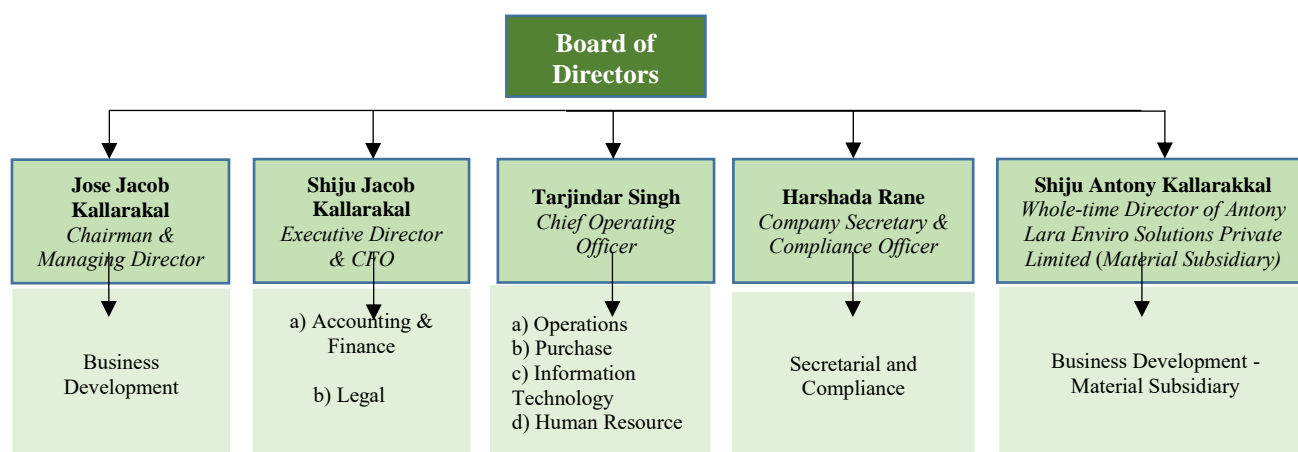 Board of
Directors
Jose Jacob
Kallarakal
Chairman &
Managing Director
Shiju Jacob
Kallarakal
Executive Director
& CFO
Tarjindar Singh
Chief Operating
Officer
Harshada Rane
Company Secretary &
Compliance Officer
Shiju Antony Kallarakkal
Whole-time Director of Antony
Lara Enviro Solutions Private
Limited (Material Subsidiary)
Business
Development
a) Accounting &
Finance
b) Legal
a) Operations
b) Purchase
c) Information
Technology
d) Human Resource
Secretarial and
Compliance
Business Development -
Material Subsidiary